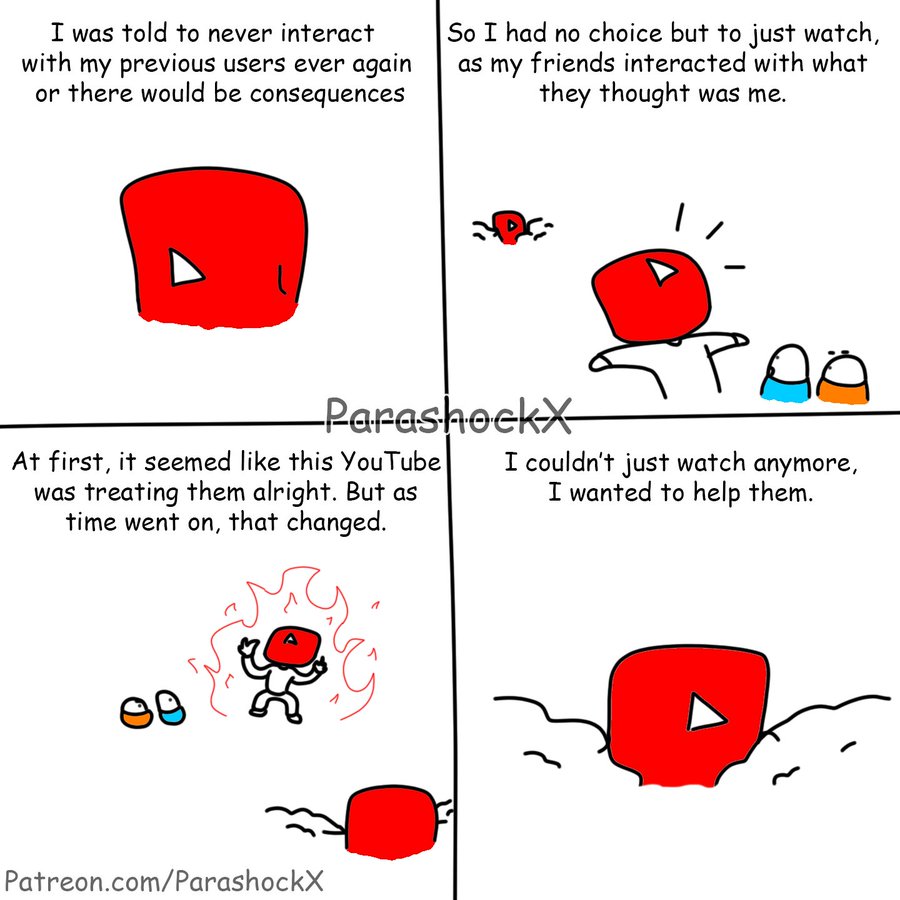 I was told to never interact
with my previous users ever again
or there would be consequences
So I had no choice but to just watch,
as my friends interacted with what
they thought was me.
ParashockX
At first, it seemed like this YouTube
was treating them alright. But as
time went on, that changed.
I couldn't just watch anymore,
I wanted to help them.
Patreon.com/ParashockX